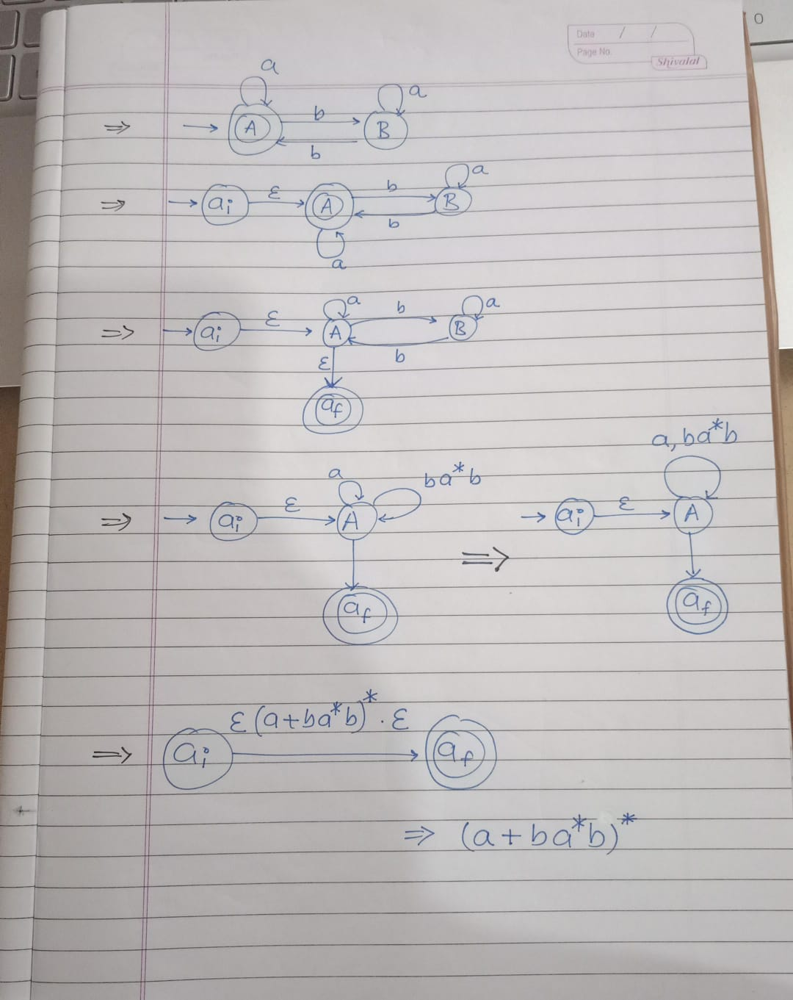 O
Date / /
Page No.
Shivalal
a
a
⇒ → A b B
b
a
⇒ → ai ε A b B
b
a
a a
⇒ → ai ε A b B
b
ε
af
a, ba*b
a ba*b
⇒ → ai ε A ⇒ → ai ε A
af af
ε(a+ba*b)*.ε
⇒ ai af
⇒ (a+ba*b)*